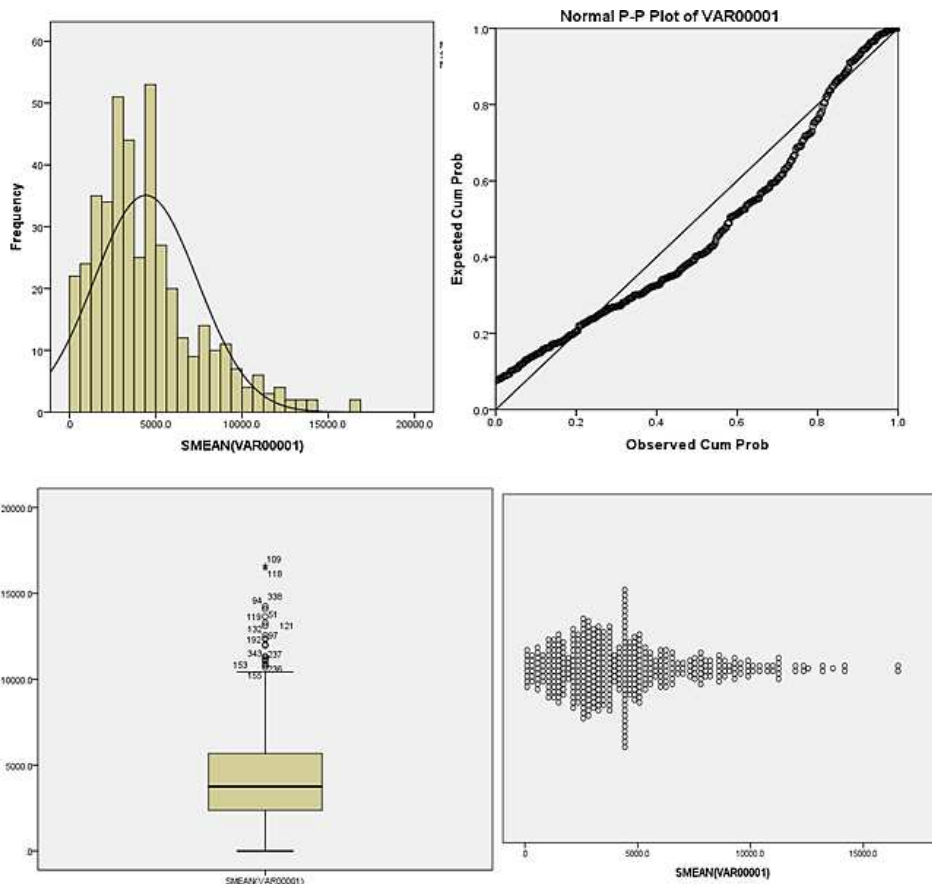 60
50
40
30
20
10
0
Frequency
0 5000.0 10000.0 15000.0 20000.0
SMEAN(VAR00001)
Normal P-P Plot of VAR00001
1.0
0.8
0.6
0.4
0.2
0.0
Expected Cum Prob
0.0 0.2 0.4 0.6 0.8 1.0
Observed Cum Prob
20000.0
15000.0
10000.0
5000.0
.0
109
118
94 338
119 51
132 121
192 97
343 237
153 236
155
SMEAN(VAR00001)
.0 5000.0 10000.0 15000.0
SMEAN(VAR00001)